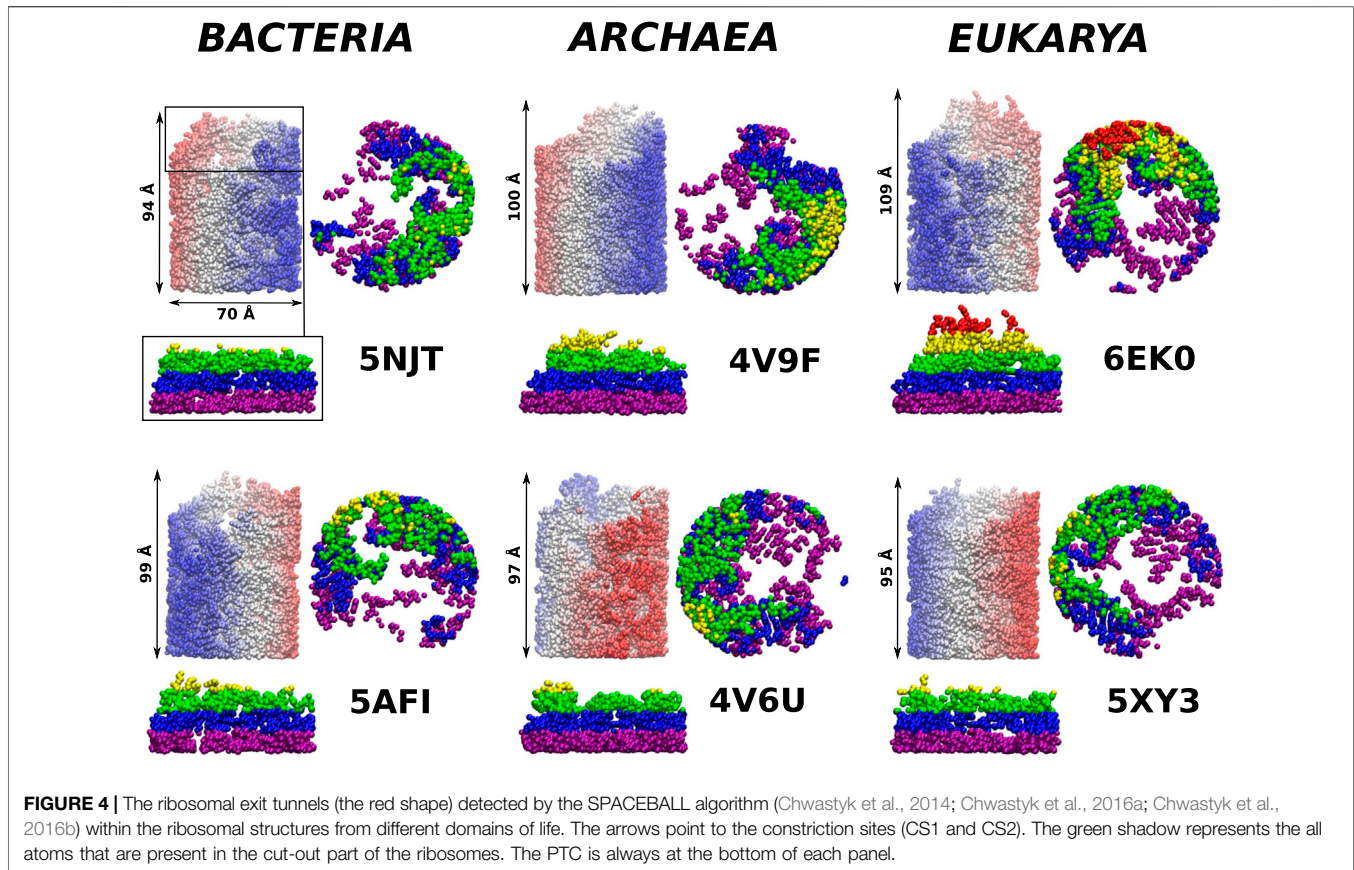 BACTERIA
ARCHAEA
EUKARYA
94 Å
70 Å
5NJT
100 Å
4V9F
109 Å
6EK0
99 Å
5AFI
97 Å
4V6U
95 Å
5XY3
FIGURE 4 | The ribosomal exit tunnels (the red shape) detected by the SPACEBALL algorithm (Chwastyk et al., 2014; Chwastyk et al., 2016a; Chwastyk et al.,
2016b) within the ribosomal structures from different domains of life. The arrows point to the constriction sites (CS1 and CS2). The green shadow represents the all
atoms that are present in the cut-out part of the ribosomes. The PTC is always at the bottom of each panel.